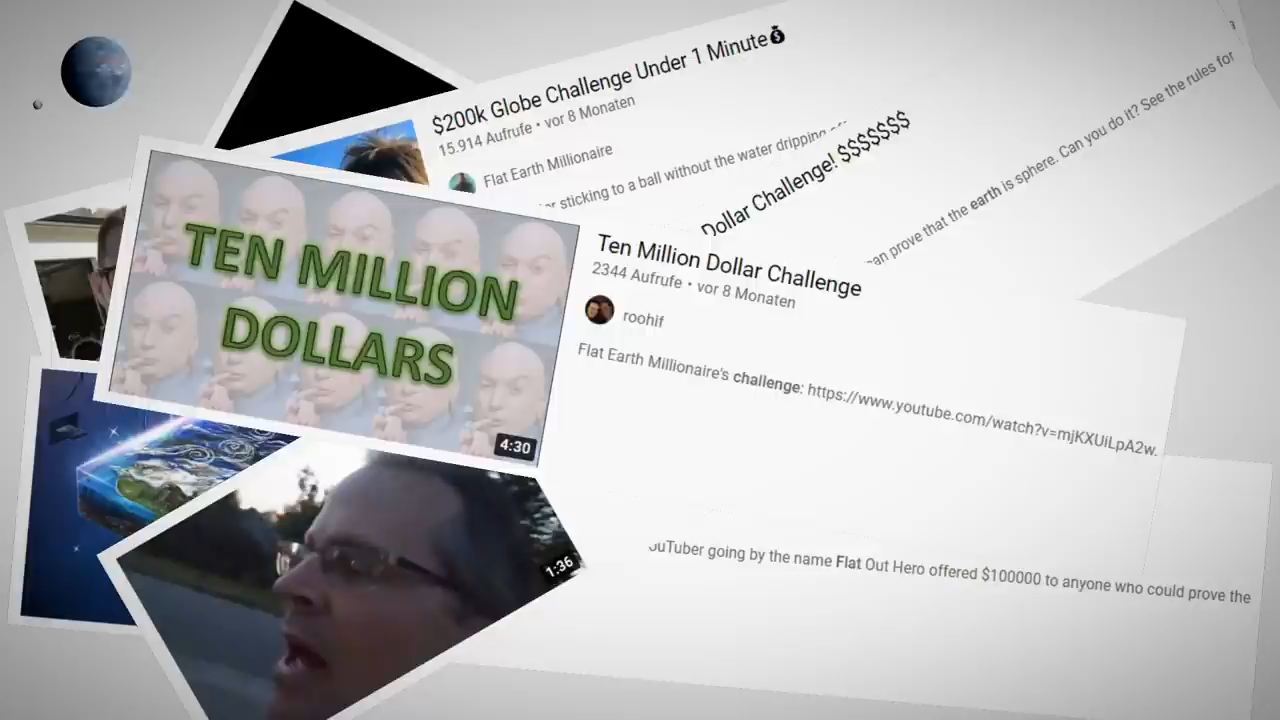 $200k Globe Challenge Under 1 Minute
15.914 Aufrufe • vor 8 Monaten
Flat Earth Millionaire
sticking to a ball without the water dripping
Dollar Challenge! $$$$$$$
can prove that the earth is sphere. Can you do it? See the rules for
TEN MILLION
DOLLARS
4:30
Ten Million Dollar Challenge
2344 Aufrufe • vor 8 Monaten
roohif
Flat Earth Millionaire's challenge: https://www.youtube.com/watch?v=mjKXUiLpA2w.
1:36
ouTuber going by the name Flat Out Hero offered $100000 to anyone who could prove the